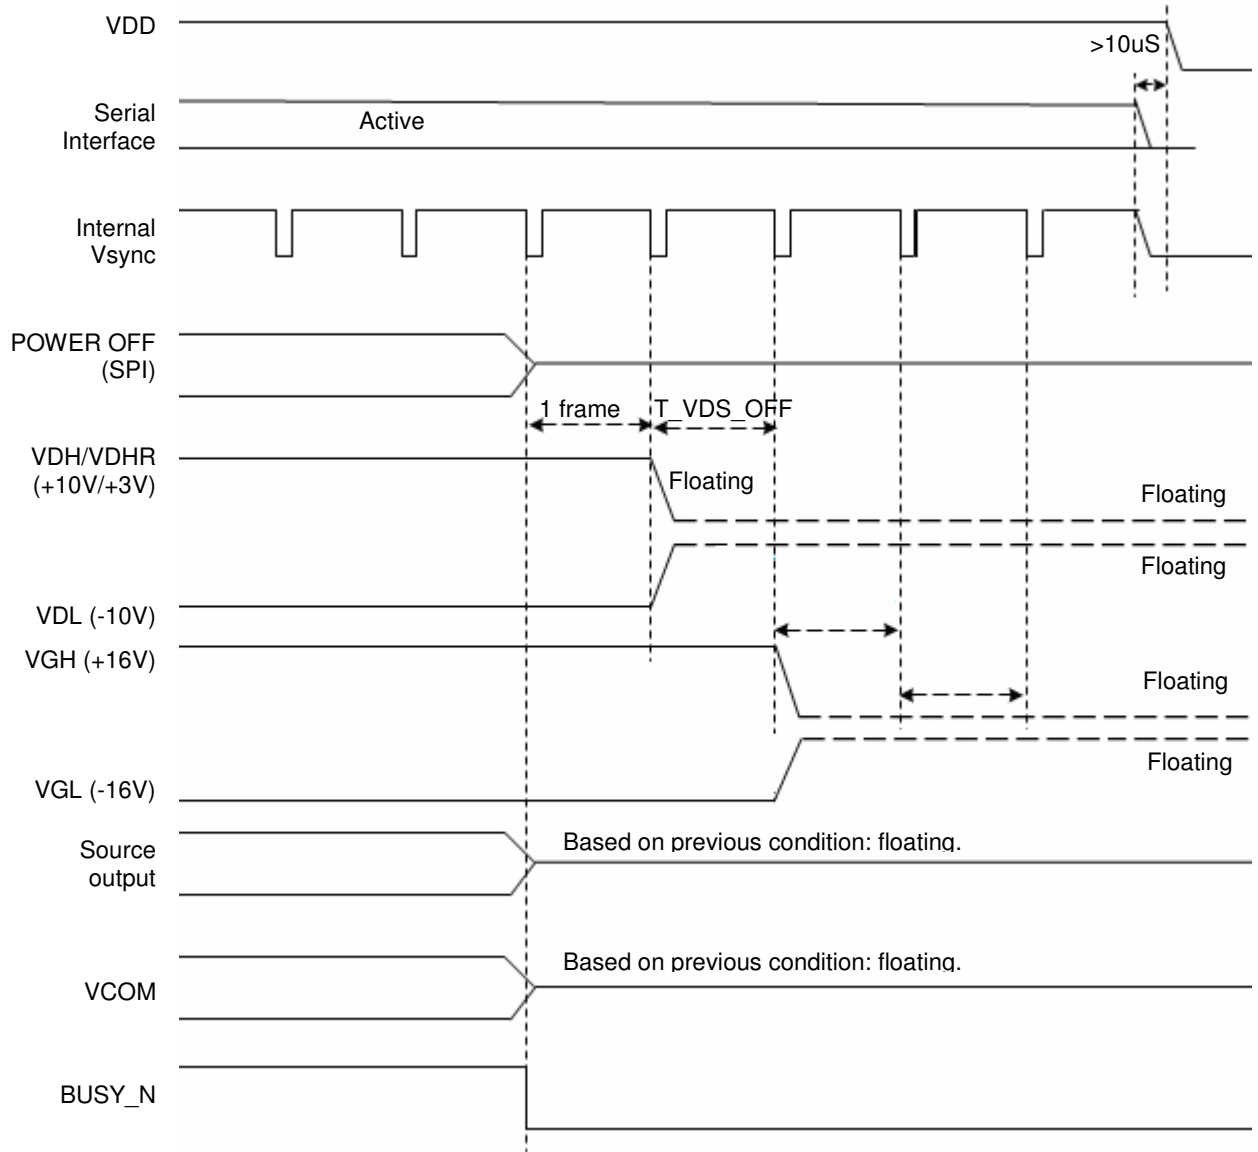 VDD
>10uS
Serial
Interface
Active
Internal
Vsync
POWER OFF
(SPI)
1 frame
T_VDS_OFF
VDH/VDHR
(+10V/+3V)
Floating
Floating
Floating
VDL (-10V)
VGH (+16V)
Floating
Floating
VGL (-16V)
Source
output
Based on previous condition: floating.
VCOM
Based on previous condition: floating.
BUSY_N